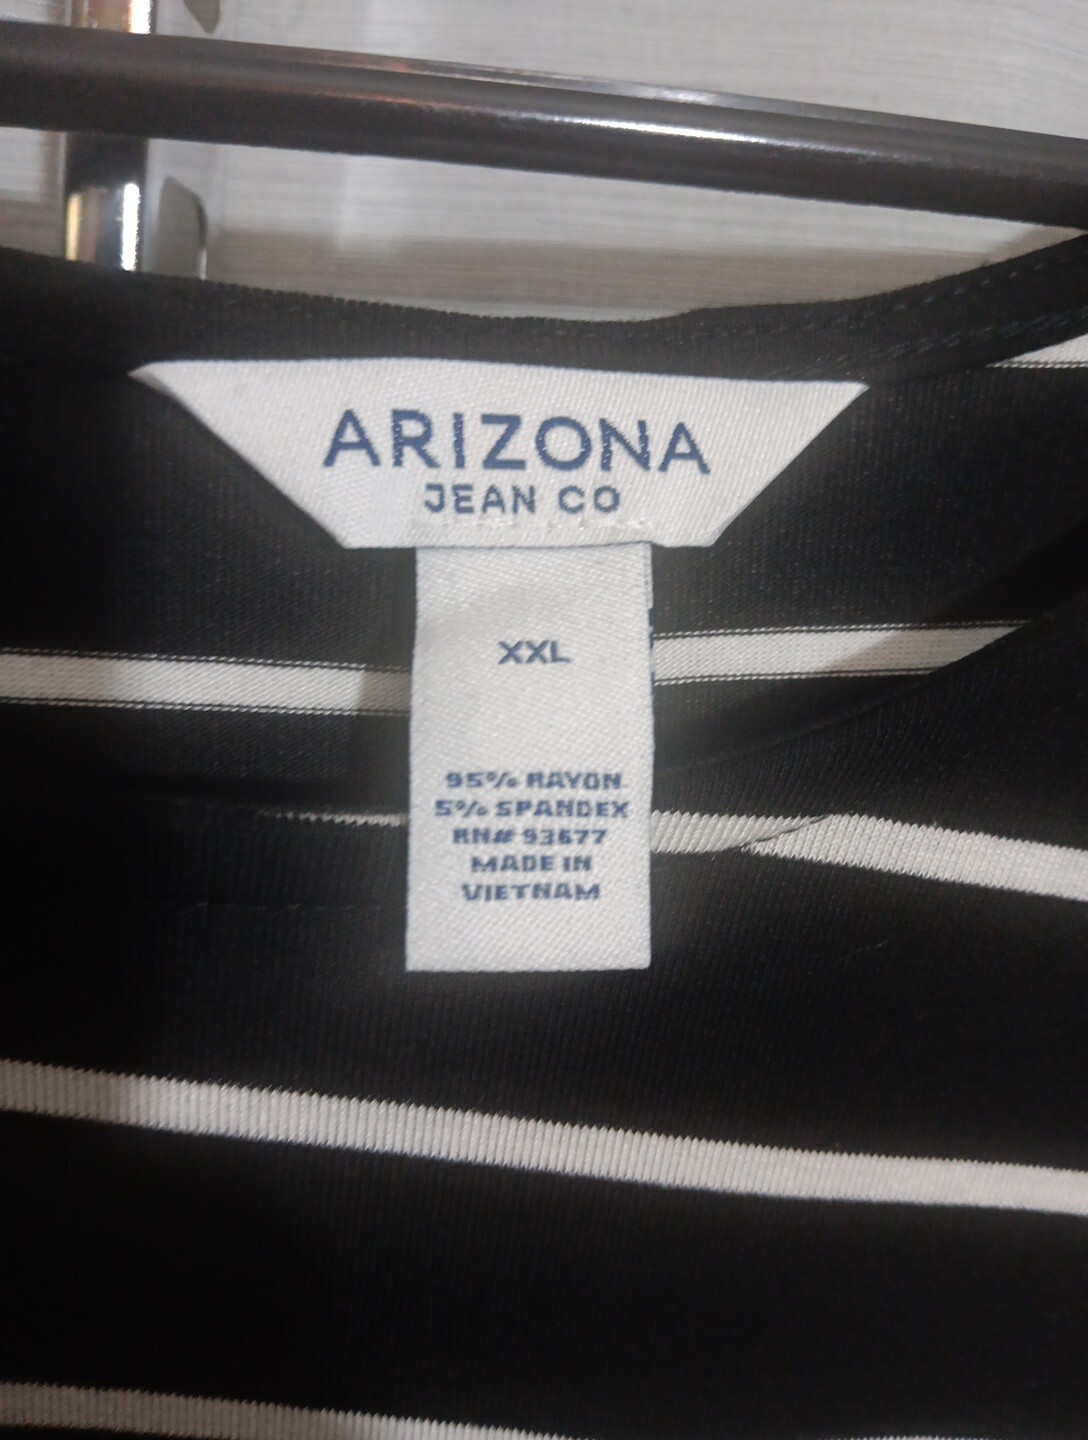 ARIZONA
JEAN CO
XXL
95% RAYON
5% SPANDEX
RN# 93677
MADE IN
VIETNAM